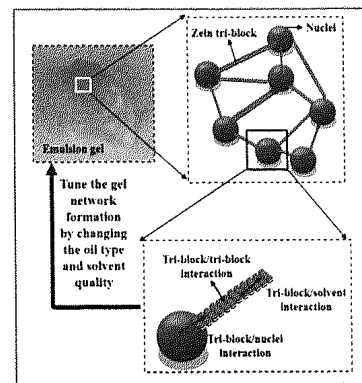 Nuclei
Zein tri-block
Emulsion gel
Tune the gel
network
formation
by changing
the oil type
and solvent
quality
Tri-block/tri-block
interaction
Tri-block/solvent
interaction
Tri-block/nuclei
interaction